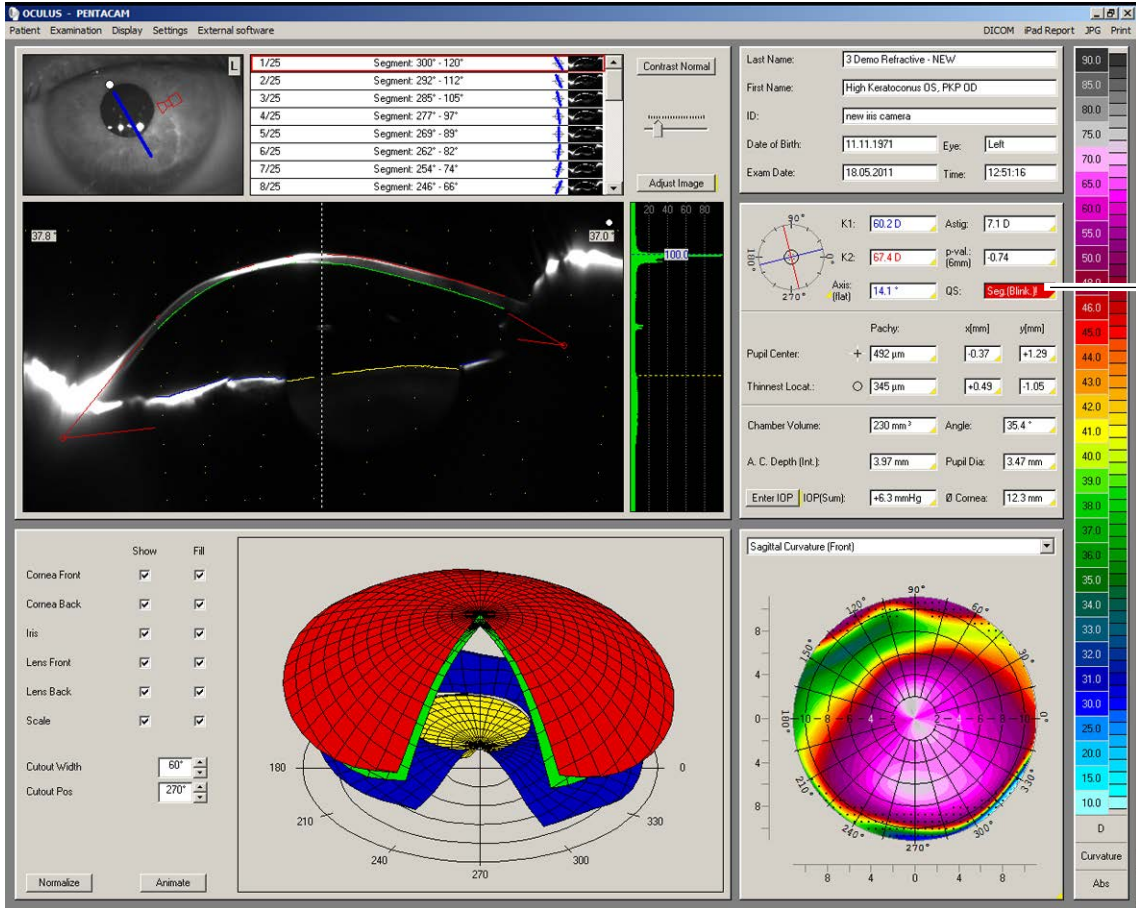 OCULUS - PENTACAM
Patient Examination Display Settings External software DICOM iPad Report JPG Print
L
1/25 Segment: 300° - 120°
2/25 Segment: 292° - 112°
3/25 Segment: 285° - 105°
4/25 Segment: 277° - 97°
5/25 Segment: 269° - 89°
6/25 Segment: 262° - 82°
7/25 Segment: 254° - 74°
8/25 Segment: 246° - 66°
Contrast Normal
Adjust Image
37.8 °
37.0 °
20 40 60 80
100.0
Last Name: 3 Demo Refractive - NEW
First Name: High Keratoconus OS, PKP OD
ID: new iris camera
Date of Birth: 11.11.1971 Eye: Left
Exam Date: 18.05.2011 Time: 12:51:16
90°
180°
0°
270°
K1: 60.2 D Astig: 7.1 D
K2: 67.4 D p-val.: (6mm) -0.74
Axis: (flat) 14.1 ° QS: Seg.(Blink.)!
Pachy: x[mm] y[mm]
Pupil Center: + 492 µm -0.37 +1.29
Thinnest Locat.: O 345 µm +0.49 -1.05
Chamber Volume: 230 mm³ Angle: 35.4 °
A. C. Depth (Int.): 3.97 mm Pupil Dia: 3.47 mm
Enter IOP IOP(Sum): +6.3 mmHg Ø Cornea: 12.3 mm
Show Fill
Cornea Front
Cornea Back
Iris
Lens Front
Lens Back
Scale
Cutout Width 60°
Cutout Pos 270°
Normalize Animate
180
0
210
330
240
300
270
Sagittal Curvature (Front)
90°
120°
60°
150°
30°
180°
0°
210°
330°
240°
300°
270°
8
4
0
4
8
10 8 6 4 2 4 6 8 10
8 4 0 4 8
90.0
85.0
80.0
75.0
70.0
65.0
60.0
55.0
50.0
48.0
46.0
45.0
44.0
43.0
42.0
41.0
40.0
39.0
38.0
37.0
36.0
35.0
34.0
33.0
32.0
31.0
30.0
25.0
20.0
15.0
10.0
D
Curvature
Abs